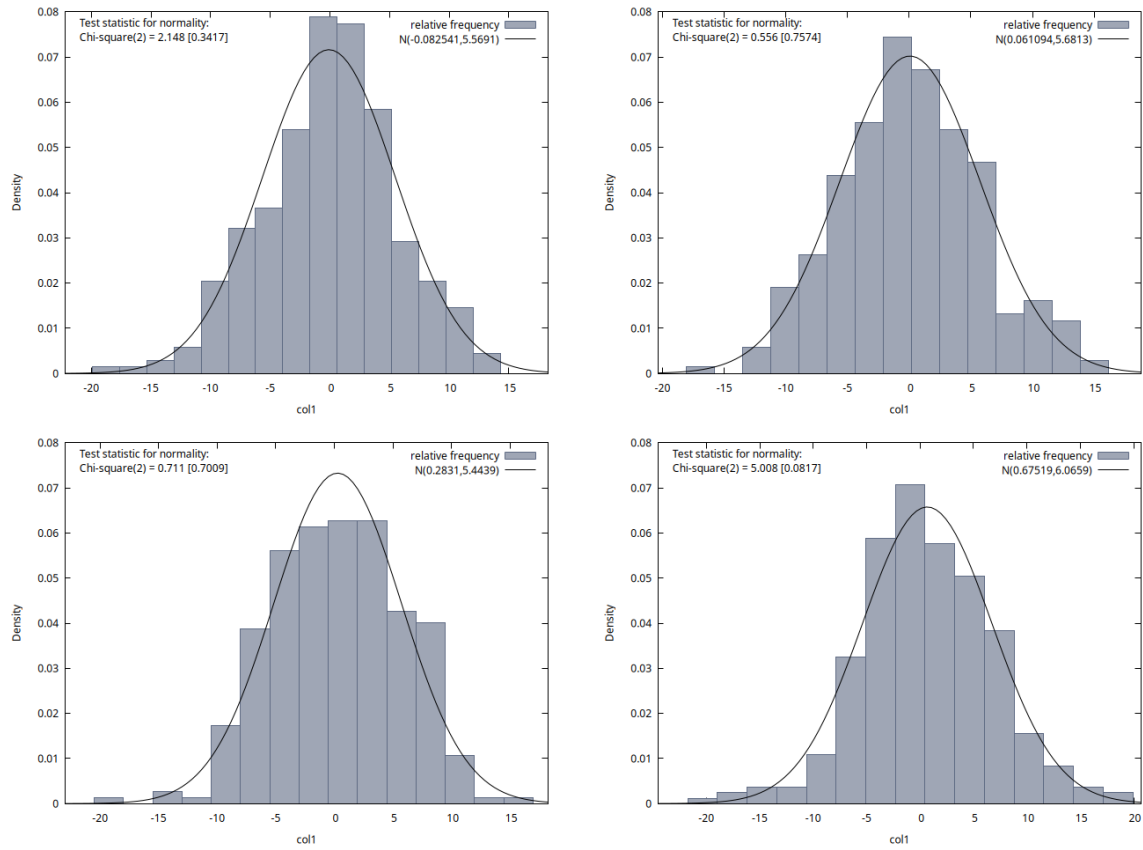 0.08
0.07
0.06
0.05
0.04
0.03
0.02
0.01
0
Density
Test statistic for normality:
Chi-square(2) = 2.148 [0.3417]
relative frequency
N(-0.082541,5.5691)
-20 -15 -10 -5 0 5 10 15
col1
0.08
0.07
0.06
0.05
0.04
0.03
0.02
0.01
0
Density
Test statistic for normality:
Chi-square(2) = 0.556 [0.7574]
relative frequency
N(0.061094,5.6813)
-20 -15 -10 -5 0 5 10 15
col1
0.08
0.07
0.06
0.05
0.04
0.03
0.02
0.01
0
Density
Test statistic for normality:
Chi-square(2) = 0.711 [0.7009]
relative frequency
N(0.2831,5.4439)
-20 -15 -10 -5 0 5 10 15
col1
0.08
0.07
0.06
0.05
0.04
0.03
0.02
0.01
0
Density
Test statistic for normality:
Chi-square(2) = 5.008 [0.0817]
relative frequency
N(0.67519,6.0659)
-20 -15 -10 -5 0 5 10 15 20
col1